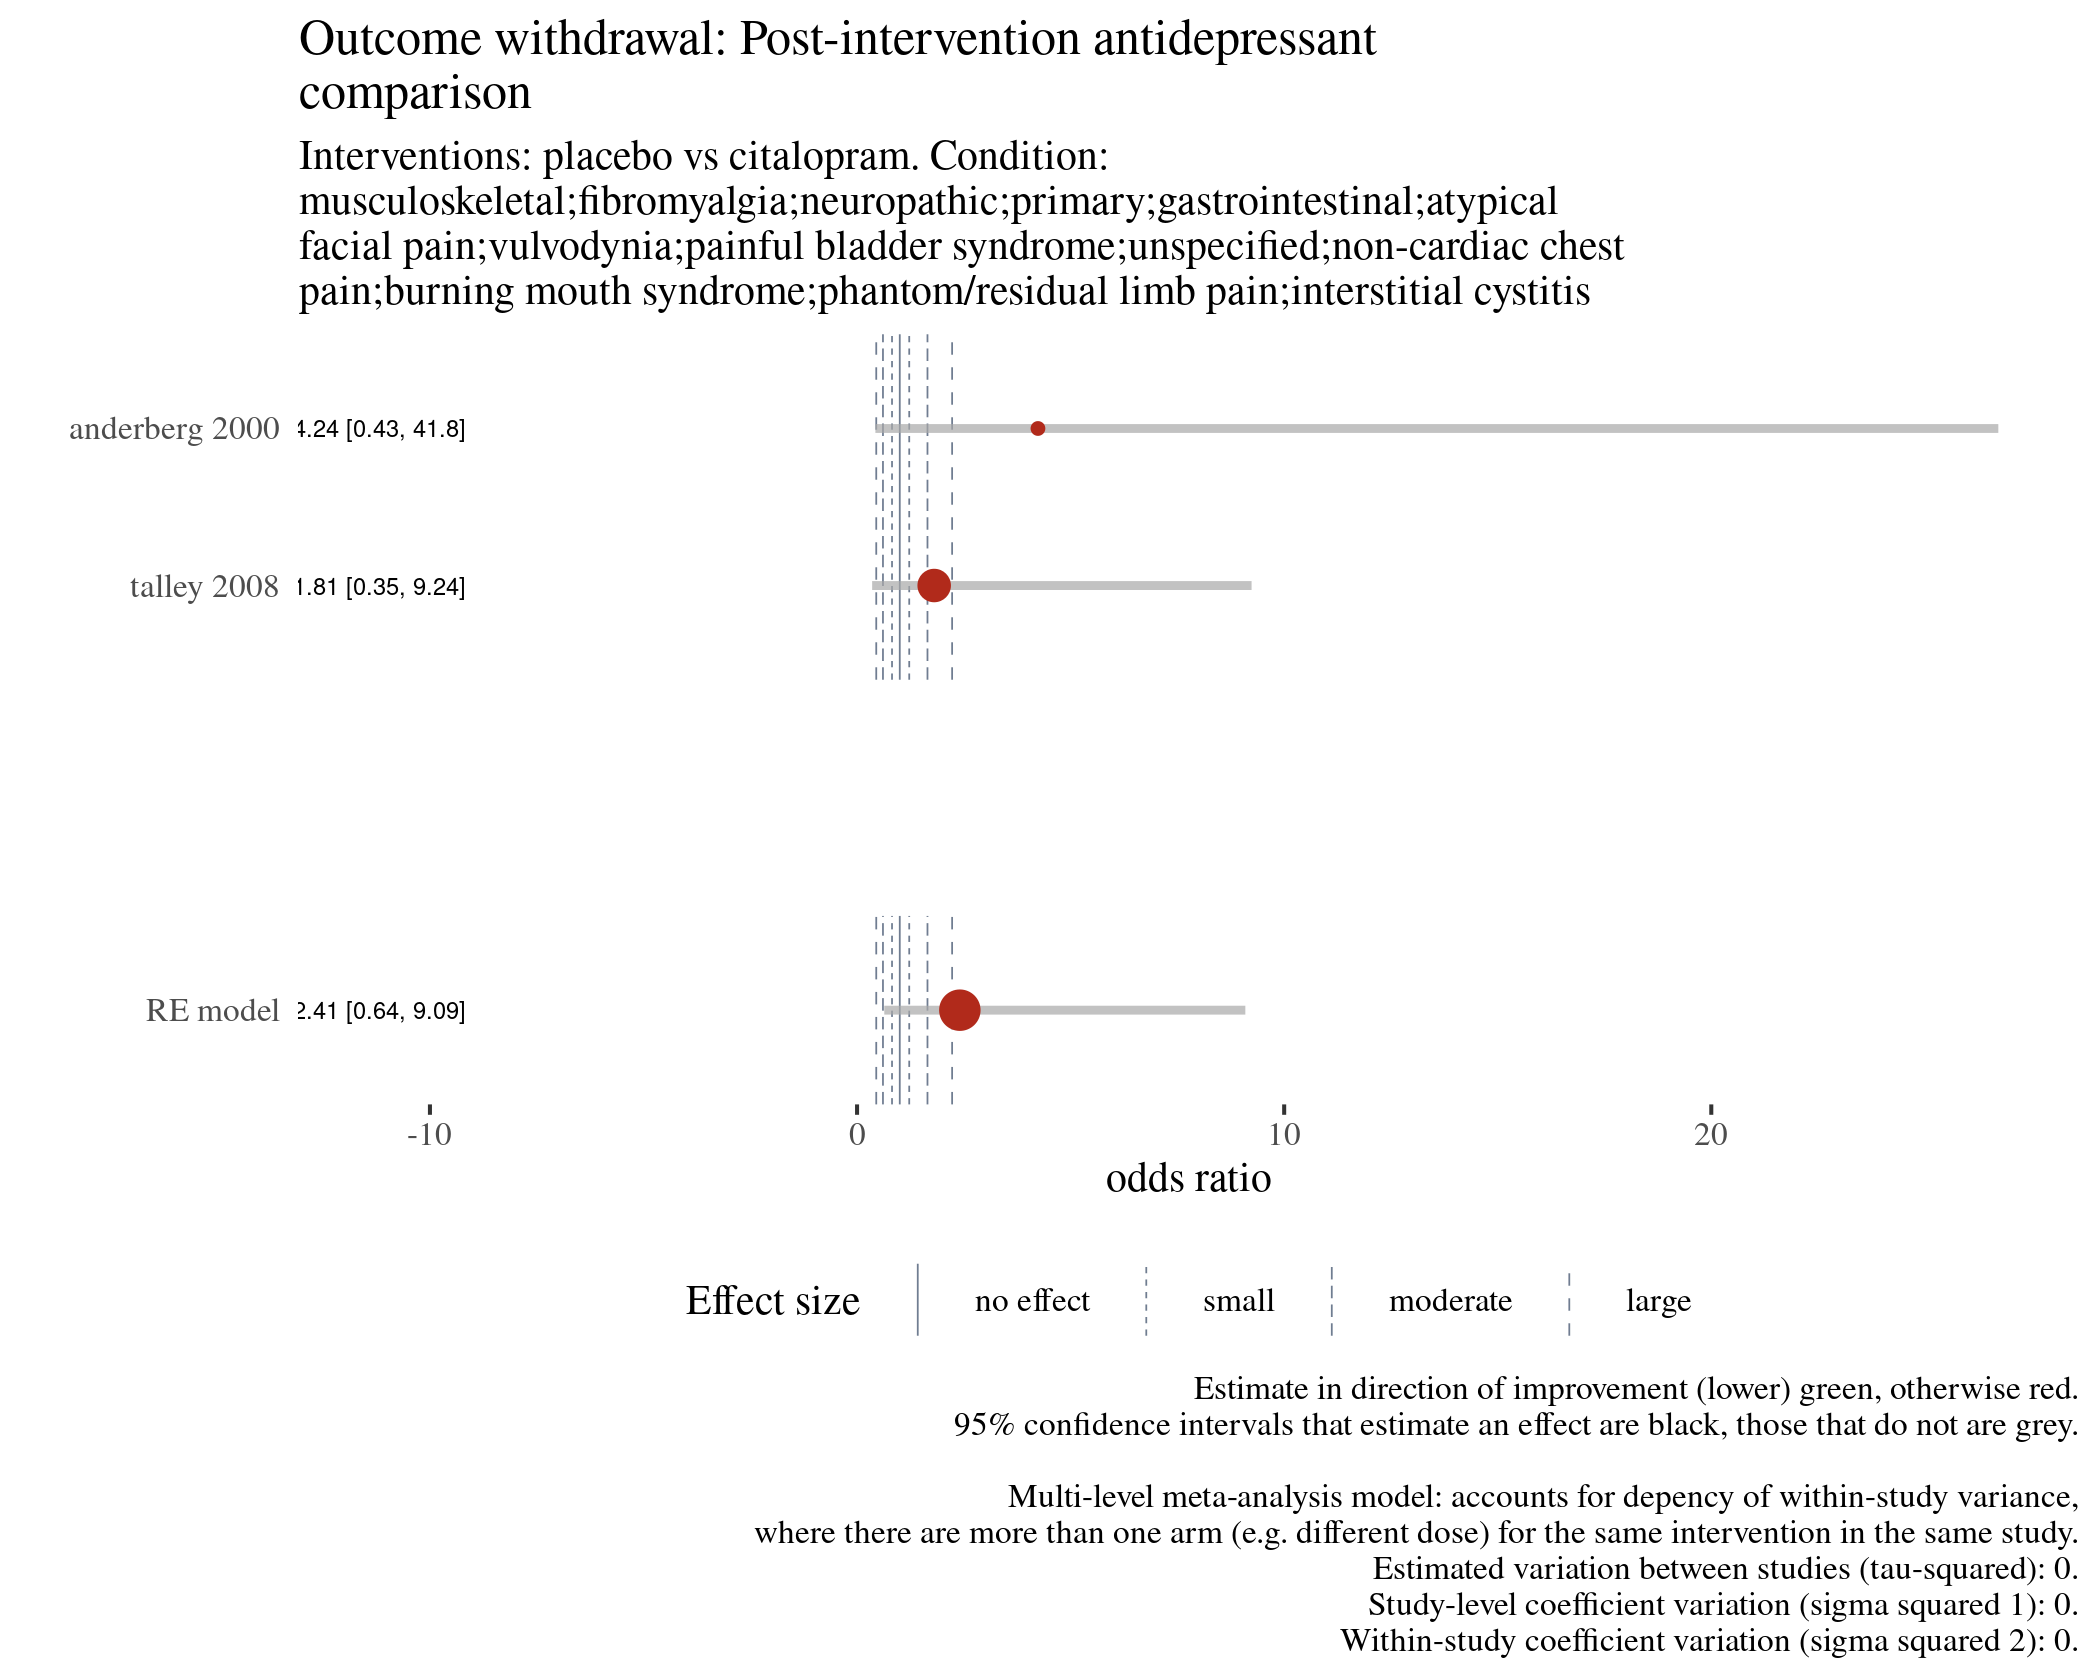 Outcome withdrawal: Post-intervention antidepressant
comparison
Interventions: placebo vs citalopram. Condition:
musculoskeletal;fibromyalgia;neuropathic;primary;gastrointestinal;atypical
facial pain;vulvodynia;painful bladder syndrome;unspecified;non-cardiac chest
pain;burning mouth syndrome;phantom/residual limb pain;interstitial cystitis
anderberg 2000 4.24 [0.43, 41.8]
talley 2008 1.81 [0.35, 9.24]
RE model 2.41 [0.64, 9.09]
-10 0 10 20
odds ratio
Effect size no effect small moderate large
Estimate in direction of improvement (lower) green, otherwise red.
95% confidence intervals that estimate an effect are black, those that do not are grey.
Multi-level meta-analysis model: accounts for depency of within-study variance,
where there are more than one arm (e.g. different dose) for the same intervention in the same study.
Estimated variation between studies (tau-squared): 0.
Study-level coefficient variation (sigma squared 1): 0.
Within-study coefficient variation (sigma squared 2): 0.